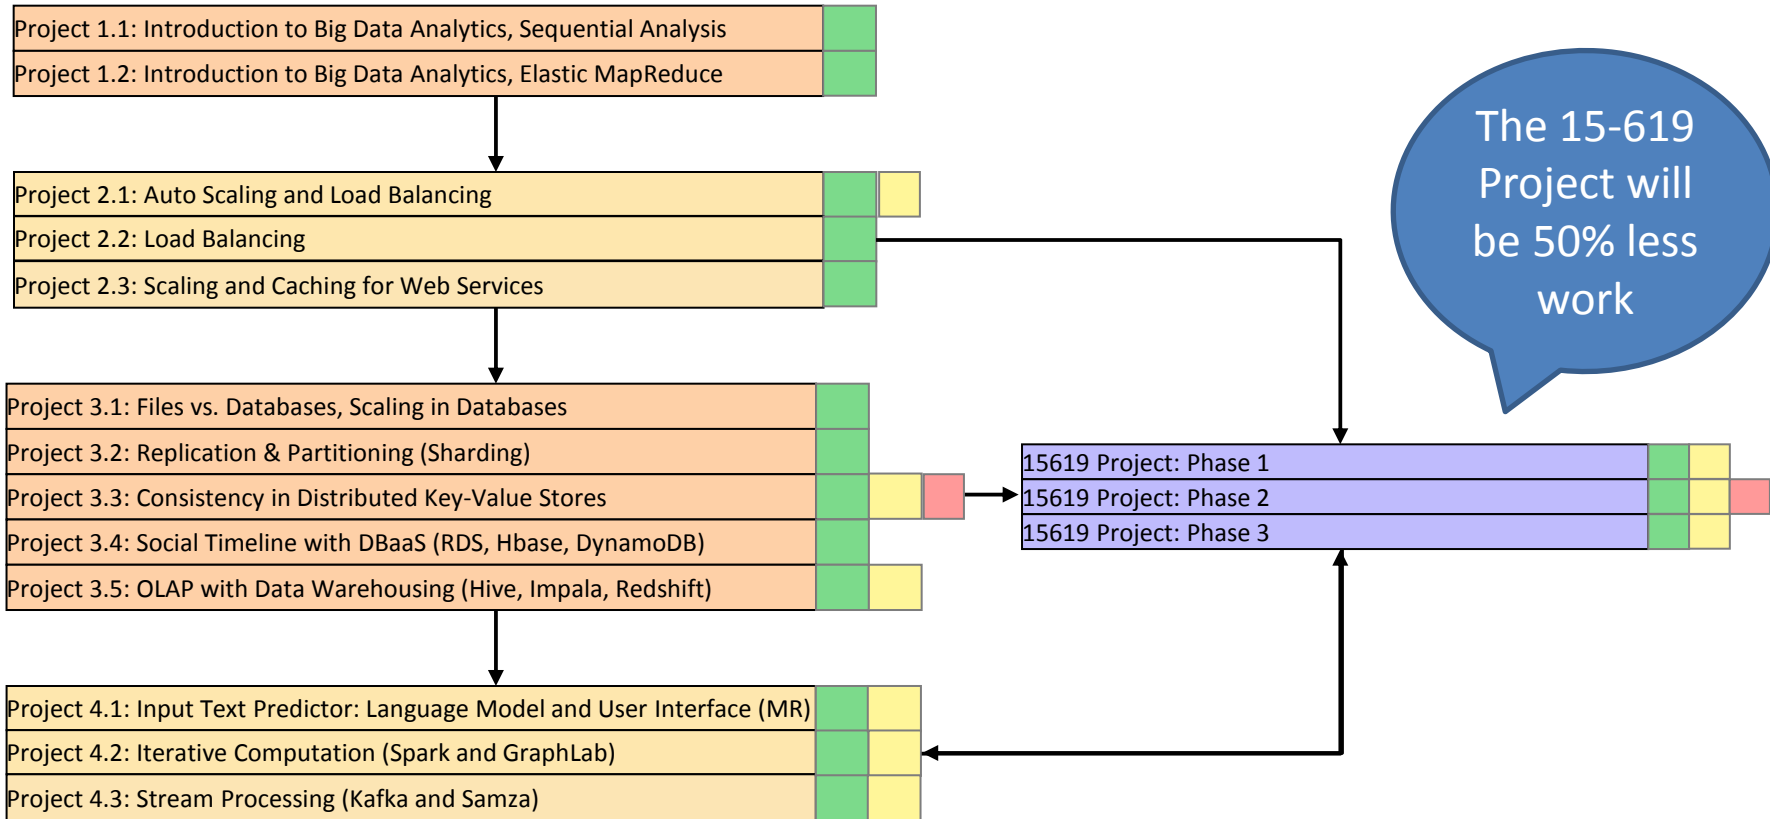 Project 1.1: Introduction to Big Data Analytics, Sequential Analysis
Project 1.2: Introduction to Big Data Analytics, Elastic MapReduce
Project 2.1: Auto Scaling and Load Balancing
Project 2.2: Load Balancing
Project 2.3: Scaling and Caching for Web Services
The 15-619
Project will
be 50% less
work
Project 3.1: Files vs. Databases, Scaling in Databases
Project 3.2: Replication & Partitioning (Sharding)
Project 3.3: Consistency in Distributed Key-Value Stores
Project 3.4: Social Timeline with DBaaS (RDS, Hbase, DynamoDB)
Project 3.5: OLAP with Data Warehousing (Hive, Impala, Redshift)
15619 Project: Phase 1
15619 Project: Phase 2
15619 Project: Phase 3
Project 4.1: Input Text Predictor: Language Model and User Interface (MR)
Project 4.2: Iterative Computation (Spark and GraphLab)
Project 4.3: Stream Processing (Kafka and Samza)